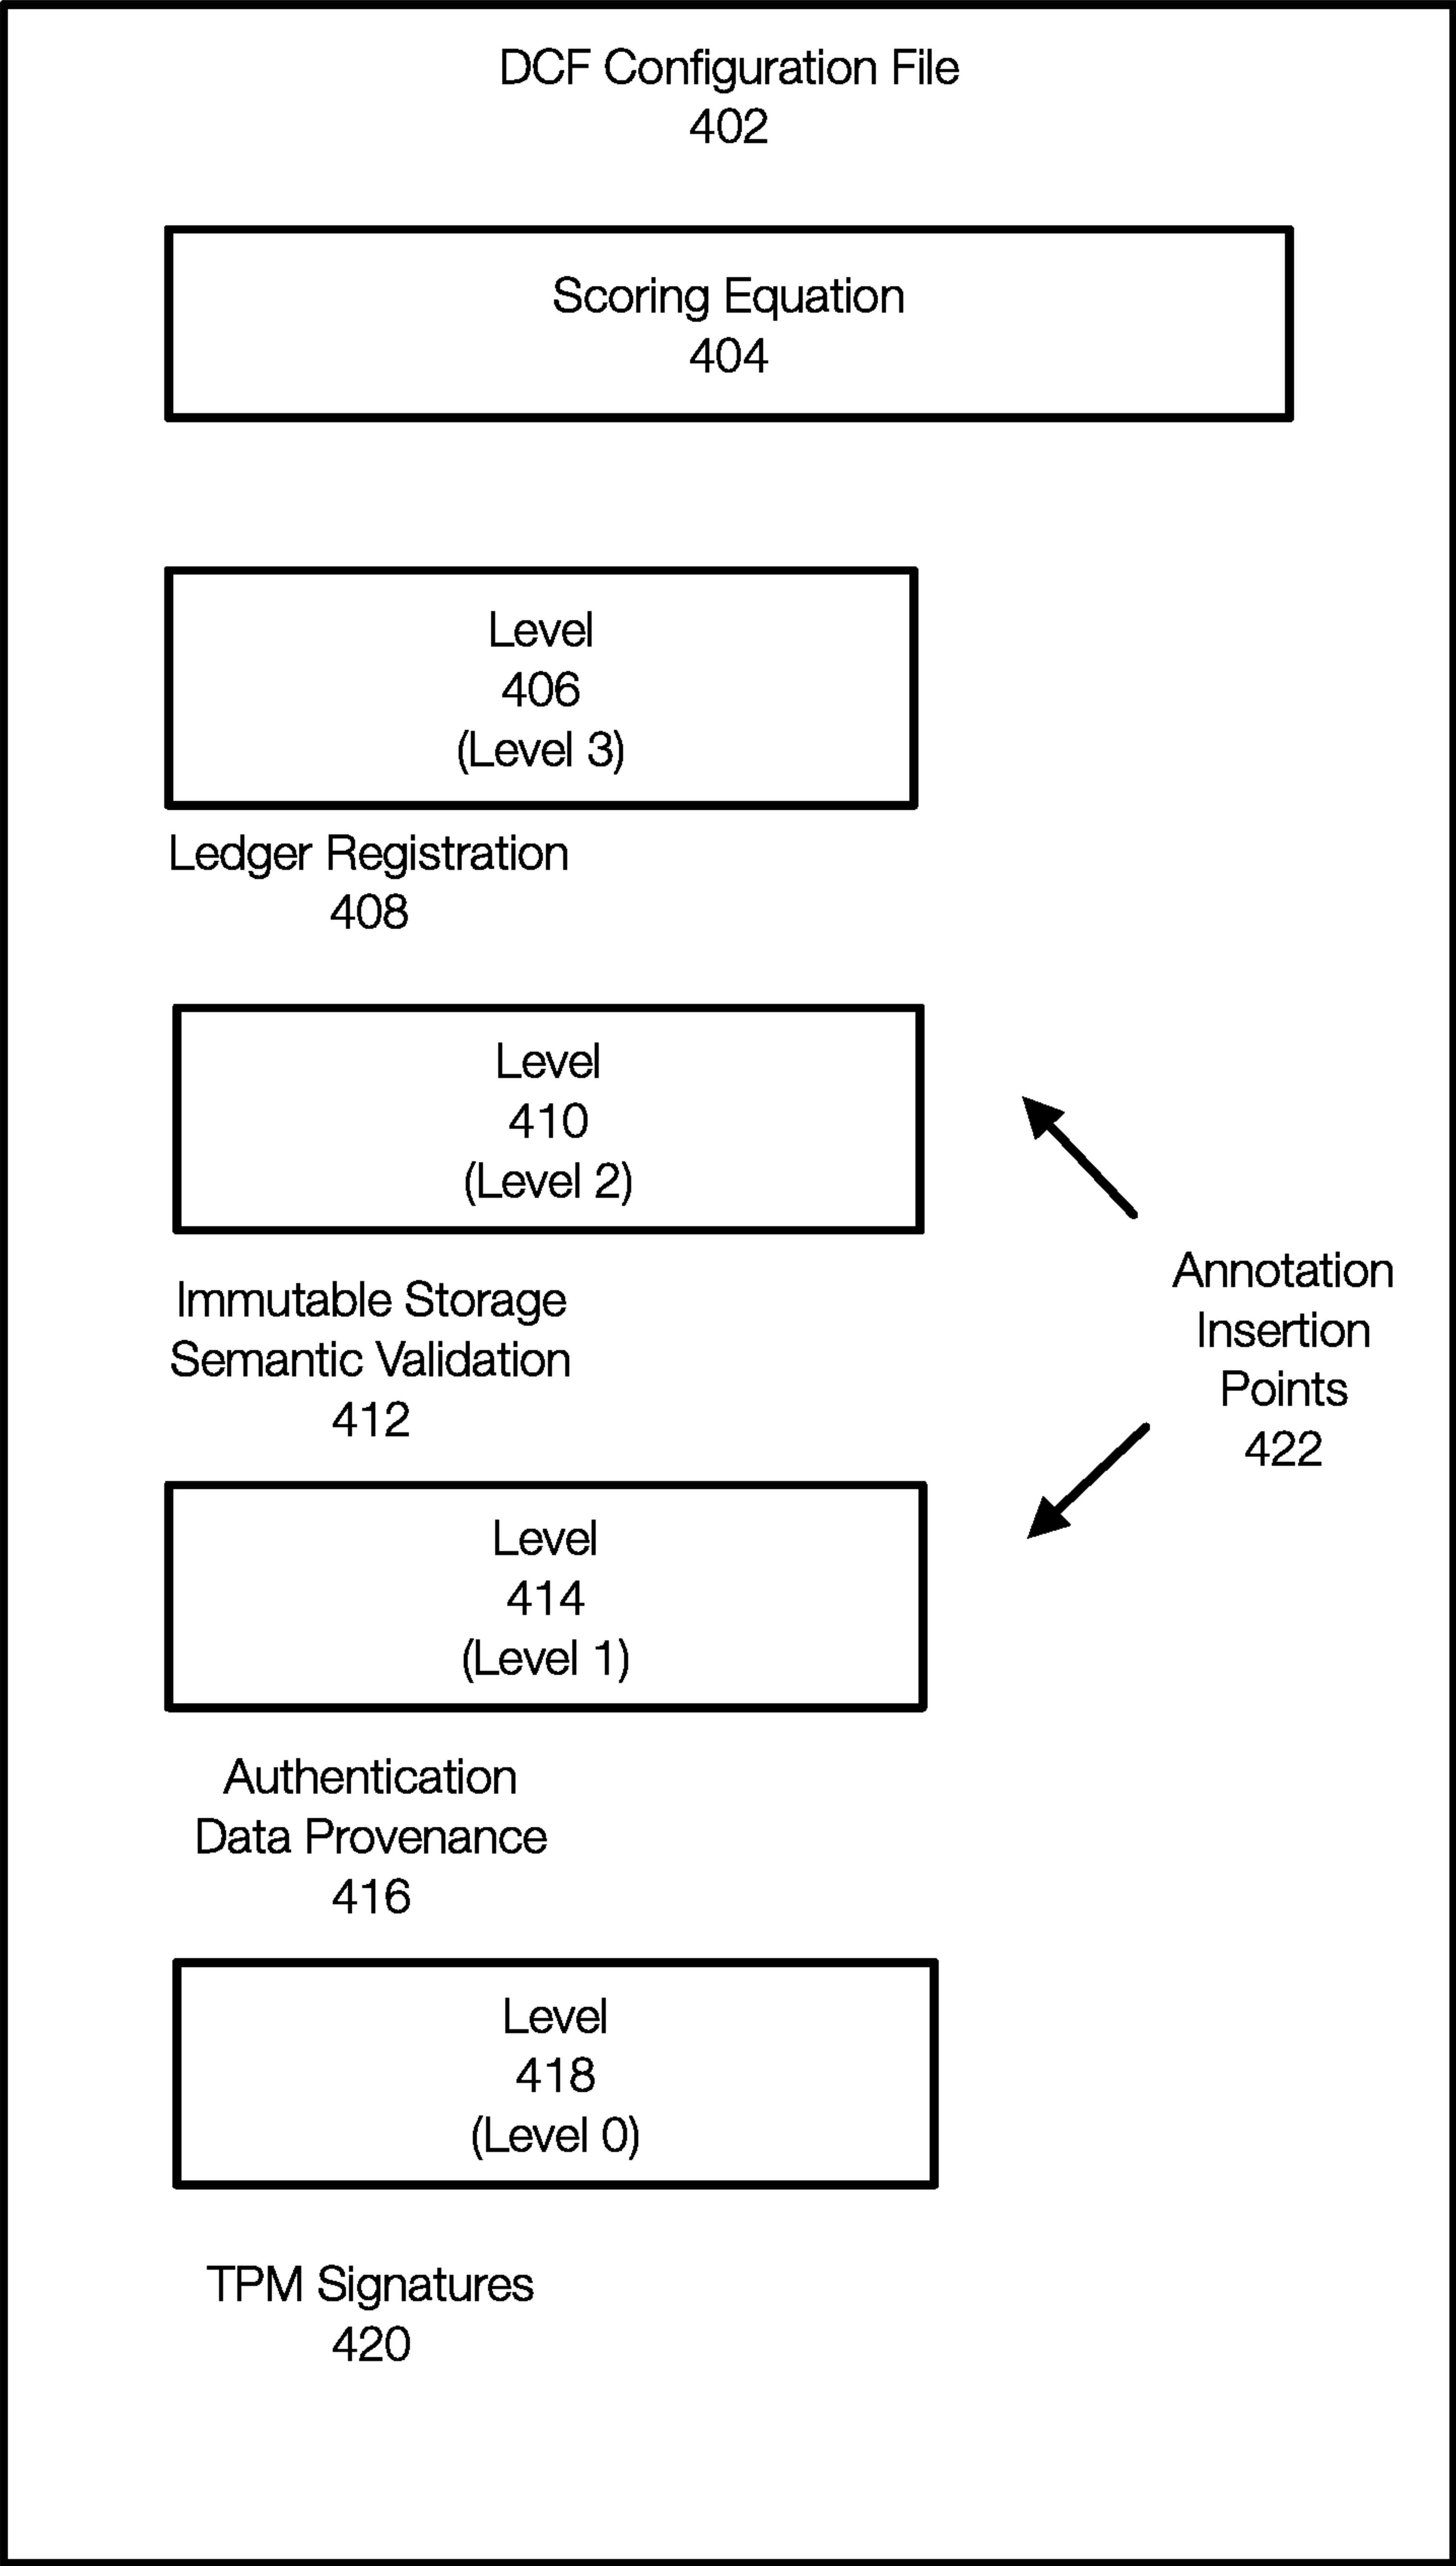 DCF Configuration File
402
Scoring Equation
404
Level
406
(Level 3)
Ledger Registration
408
Level
410
(Level 2)
Immutable Storage
Semantic Validation
412
Annotation
Insertion
Points
422
Level
414
(Level 1)
Authentication
Data Provenance
416
Level
418
(Level 0)
TPM Signatures
420